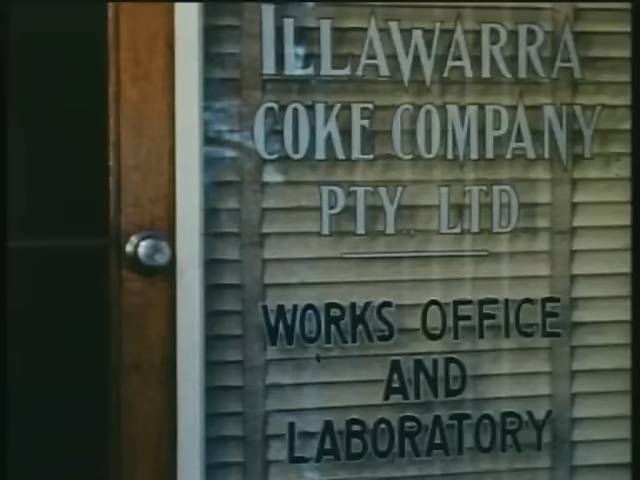 ILLAWARRA
COKE COMPANY
PTY. LTD
WORKS OFFICE
AND
LABORATORY